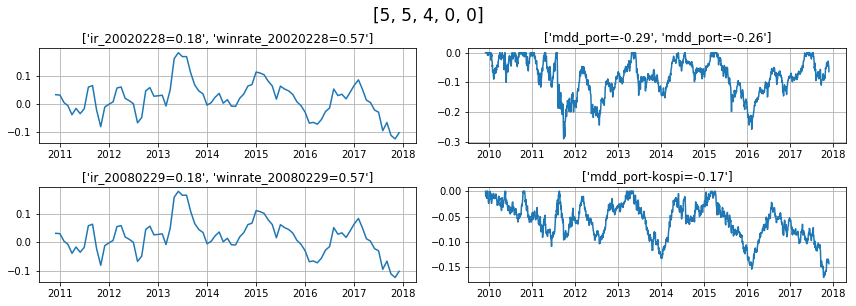 [5, 5, 4, 0, 0]
['ir_20020228=0.18', 'winrate_20020228=0.57']
0.1
0.0
−0.1
2011 2012 2013 2014 2015 2016 2017 2018
['mdd_port=-0.29', 'mdd_port=-0.26']
0.0
−0.1
−0.2
−0.3
2010 2011 2012 2013 2014 2015 2016 2017 2018
['ir_20080229=0.18', 'winrate_20080229=0.57']
0.1
0.0
−0.1
2011 2012 2013 2014 2015 2016 2017 2018
['mdd_port-kospi=-0.17']
0.00
−0.05
−0.10
−0.15
2010 2011 2012 2013 2014 2015 2016 2017 2018